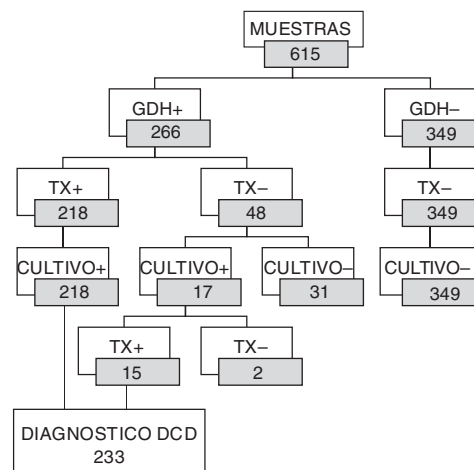 MUESTRAS
615
GDH+
266
GDH–
349
TX+
218
TX–
48
TX–
349
CULTIVO+
218
CULTIVO+
17
CULTIVO–
31
CULTIVO–
349
TX+
15
TX–
2
DIAGNOSTICO DCD
233